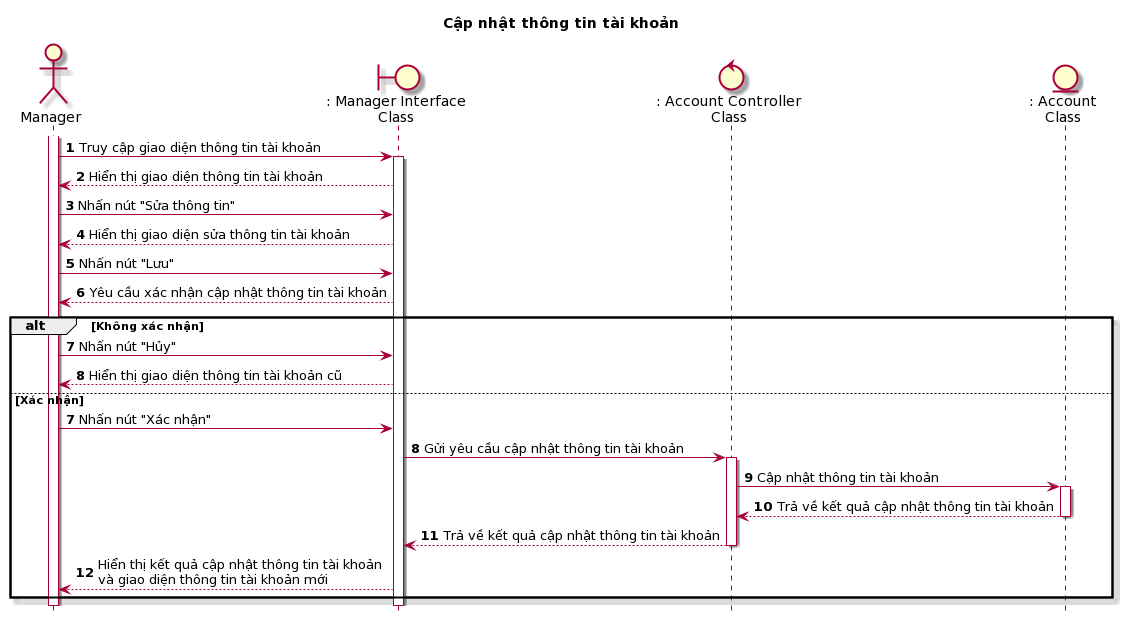 Cập nhật thông tin tài khoản
Manager
: Manager Interface
Class
: Account Controller
Class
: Account
Class
1 Truy cập giao diện thông tin tài khoản
2 Hiển thị giao diện thông tin tài khoản
3 Nhấn nút "Sửa thông tin"
4 Hiển thị giao diện sửa thông tin tài khoản
5 Nhấn nút "Lưu"
6 Yêu cầu xác nhận cập nhật thông tin tài khoản
alt [Không xác nhận]
7 Nhấn nút "Hủy"
8 Hiển thị giao diện thông tin tài khoản cũ
[Xác nhận]
7 Nhấn nút "Xác nhận"
8 Gửi yêu cầu cập nhật thông tin tài khoản
9 Cập nhật thông tin tài khoản
10 Trả về kết quả cập nhật thông tin tài khoản
11 Trả về kết quả cập nhật thông tin tài khoản
12 Hiển thị kết quả cập nhật thông tin tài khoản
và giao diện thông tin tài khoản mới